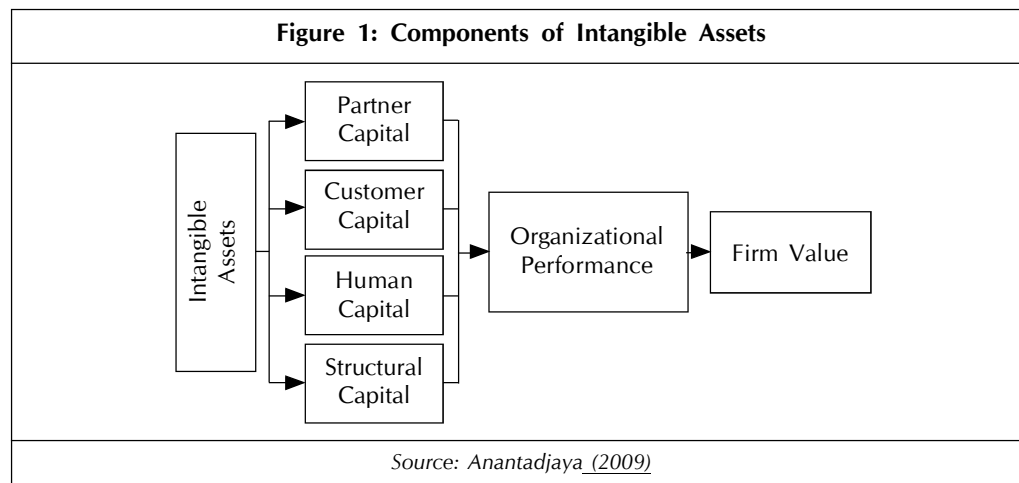 Figure 1: Components of Intangible Assets
Intangible
Assets
Partner
Capital
Customer
Capital
Human
Capital
Structural
Capital
Organizational
Performance
Firm Value
Source: Anantadjaya (2009)